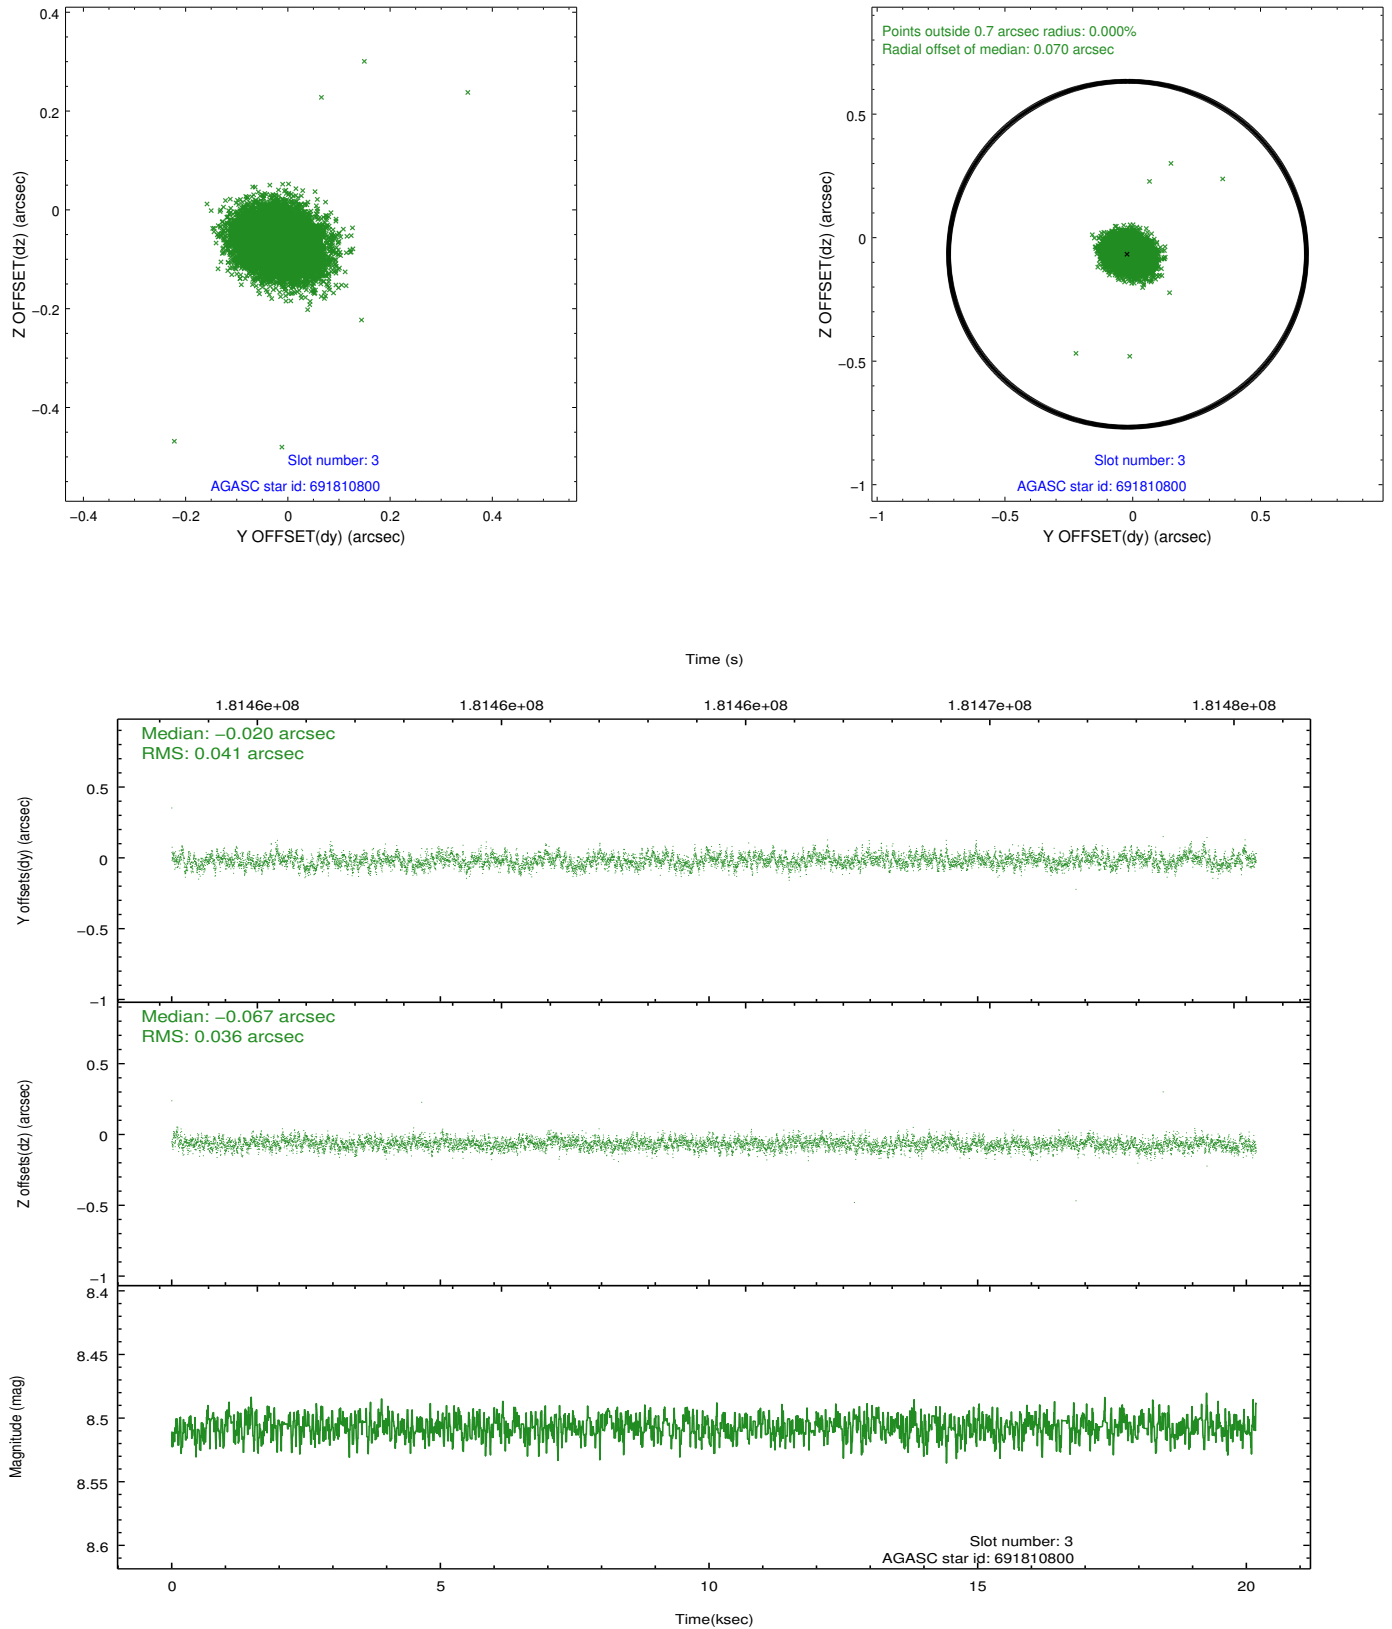 0.4
0.2
0
−0.2
−0.4
Z OFFSET(dz) (arcsec)
Slot number: 3
AGASC star id: 691810800
−0.4 −0.2 0 0.2 0.4
Y OFFSET(dy) (arcsec)
Points outside 0.7 arcsec radius: 0.000%
Radial offset of median: 0.070 arcsec
0.5
0
−0.5
−1
Z OFFSET(dz) (arcsec)
Slot number: 3
AGASC star id: 691810800
−1 −0.5 0 0.5
Y OFFSET(dy) (arcsec)
Time (s)
1.8146e+08 1.8146e+08 1.8146e+08 1.8147e+08 1.8148e+08
Median: −0.020 arcsec
RMS: 0.041 arcsec
0.5
0
−0.5
−1
Y offsets(dy) (arcsec)
Median: −0.067 arcsec
RMS: 0.036 arcsec
0.5
0
−0.5
−1
Z offsets(dz) (arcsec)
8.4
8.45
8.5
8.55
8.6
Magnitude (mag)
Slot number: 3
AGASC star id: 691810800
0 5 10 15 20
Time(ksec)